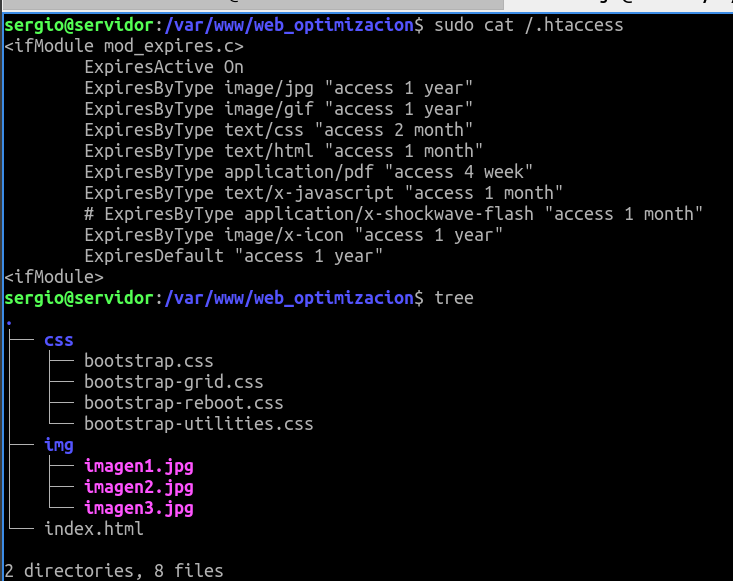 sergio@servidor:/var/www/web_optimizacion$ sudo cat /.htaccess
<ifModule mod_expires.c>
        ExpiresActive On
        ExpiresByType image/jpg "access 1 year"
        ExpiresByType image/gif "access 1 year"
        ExpiresByType text/css "access 2 month"
        ExpiresByType text/html "access 1 month"
        ExpiresByType application/pdf "access 4 week"
        ExpiresByType text/x-javascript "access 1 month"
        # ExpiresByType application/x-shockwave-flash "access 1 month"
        ExpiresByType image/x-icon "access 1 year"
        ExpiresDefault "access 1 year"
<ifModule>
sergio@servidor:/var/www/web_optimizacion$ tree
.
├── css
│   ├── bootstrap.css
│   ├── bootstrap-grid.css
│   ├── bootstrap-reboot.css
│   └── bootstrap-utilities.css
├── img
│   ├── imagen1.jpg
│   ├── imagen2.jpg
│   └── imagen3.jpg
└── index.html

2 directories, 8 files